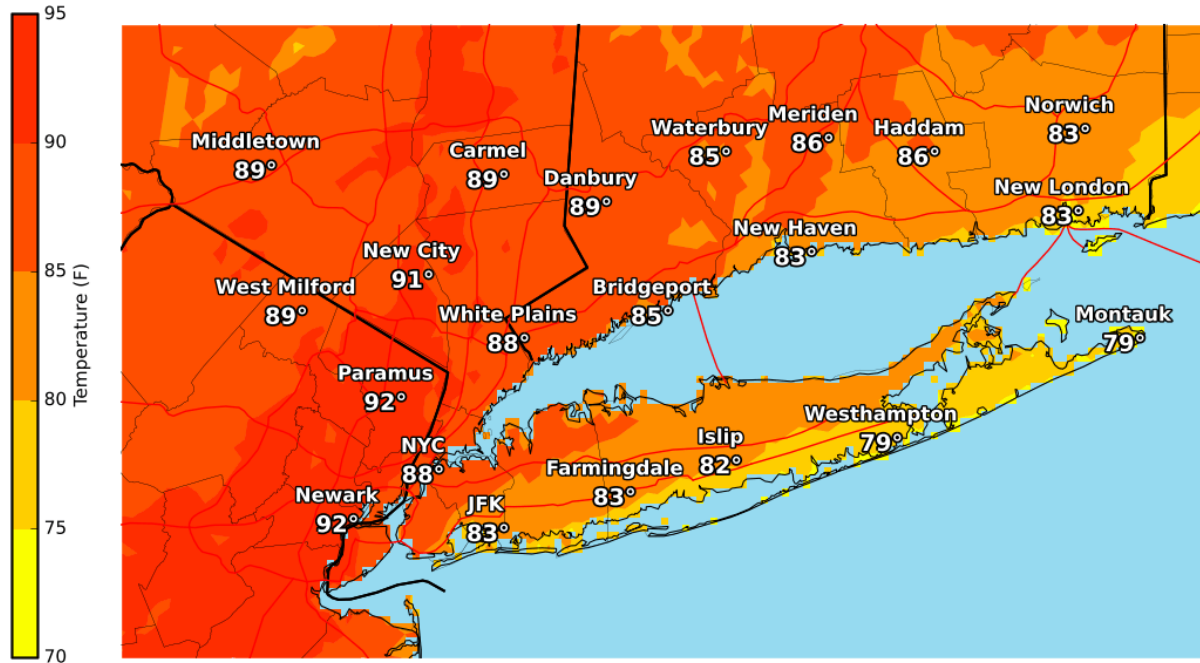 95
90
85
80
75
70
Temperature (F)
Middletown
89°
Carmel
89°
Danbury
89°
Waterbury
85°
Meriden
86°
Haddam
86°
Norwich
83°
New London
83°
New Haven
83°
New City
91°
West Milford
89°
White Plains
88°
Bridgeport
85°
Montauk
79°
Paramus
92°
NYC
88°
Newark
92°
JFK
83°
Farmingdale
83°
Islip
82°
Westhampton
79°